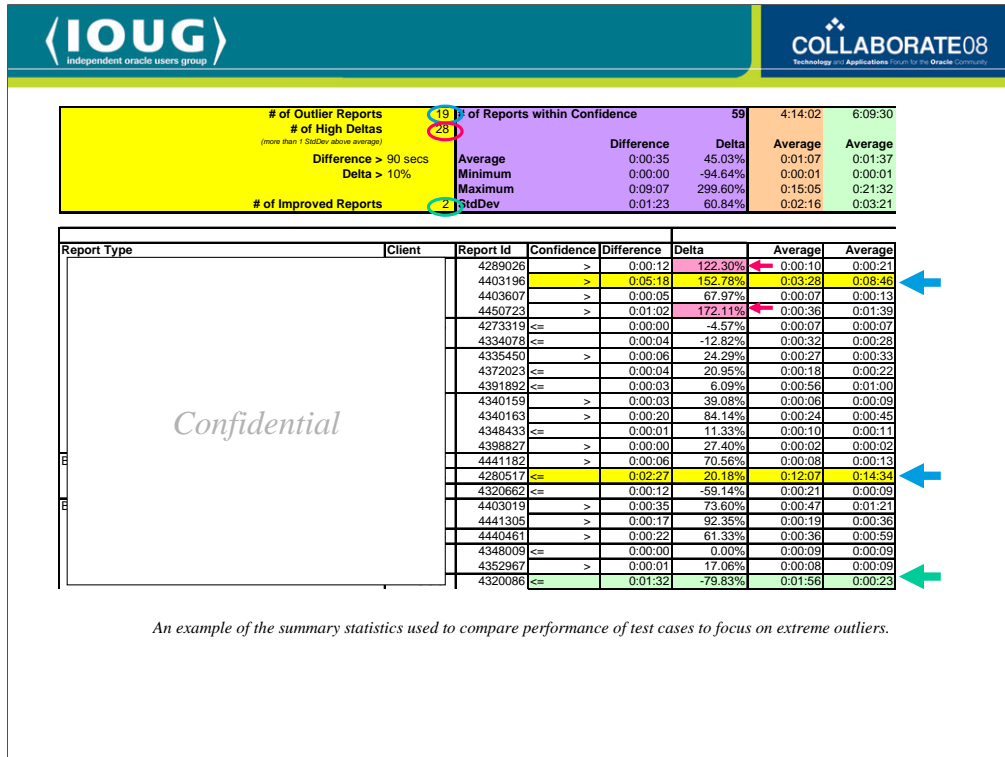 ⟨IOUG⟩
independent oracle users group
COLLABORATE08
Technology and Applications Forum for the Oracle Community
# of Outlier Reports 19 # of Reports within Confidence 59 4:14:02 6:09:30
# of High Deltas 28
(more than 1 StdDev above average) Difference Delta Average Average
Difference > 90 secs Average 0:00:35 45.03% 0:01:07 0:01:37
Delta > 10% Minimum 0:00:00 -94.64% 0:00:01 0:00:01
Maximum 0:09:07 299.60% 0:15:05 0:21:32
# of Improved Reports 2 StdDev 0:01:23 60.84% 0:02:16 0:03:21
Report Type Client Report Id Confidence Difference Delta Average Average
4289026 > 0:00:12 122.30% 0:00:10 0:00:21
4403196 > 0:05:18 152.78% 0:03:28 0:08:46
4403607 > 0:00:05 67.97% 0:00:07 0:00:13
4450723 > 0:01:02 172.11% 0:00:36 0:01:39
4273319 <= 0:00:00 -4.57% 0:00:07 0:00:07
4334078 <= 0:00:04 -12.82% 0:00:32 0:00:28
4335450 > 0:00:06 24.29% 0:00:27 0:00:33
4372023 <= 0:00:04 20.95% 0:00:18 0:00:22
4391892 <= 0:00:03 6.09% 0:00:56 0:01:00
4340159 > 0:00:03 39.08% 0:00:06 0:00:09
4340163 > 0:00:20 84.14% 0:00:24 0:00:45
Confidential
4348433 <= 0:00:01 11.33% 0:00:10 0:00:11
4398827 > 0:00:00 27.40% 0:00:02 0:00:02
4441182 > 0:00:06 70.56% 0:00:08 0:00:13
4280517 <= 0:02:27 20.18% 0:12:07 0:14:34
4320662 <= 0:00:12 -59.14% 0:00:21 0:00:09
4403019 > 0:00:35 73.60% 0:00:47 0:01:21
4441305 > 0:00:17 92.35% 0:00:19 0:00:36
4440461 > 0:00:22 61.33% 0:00:36 0:00:59
4348009 <= 0:00:00 0.00% 0:00:09 0:00:09
4352967 > 0:00:01 17.06% 0:00:08 0:00:09
4320086 <= 0:01:32 -79.83% 0:01:56 0:00:23
An example of the summary statistics used to compare performance of test cases to focus on extreme outliers.